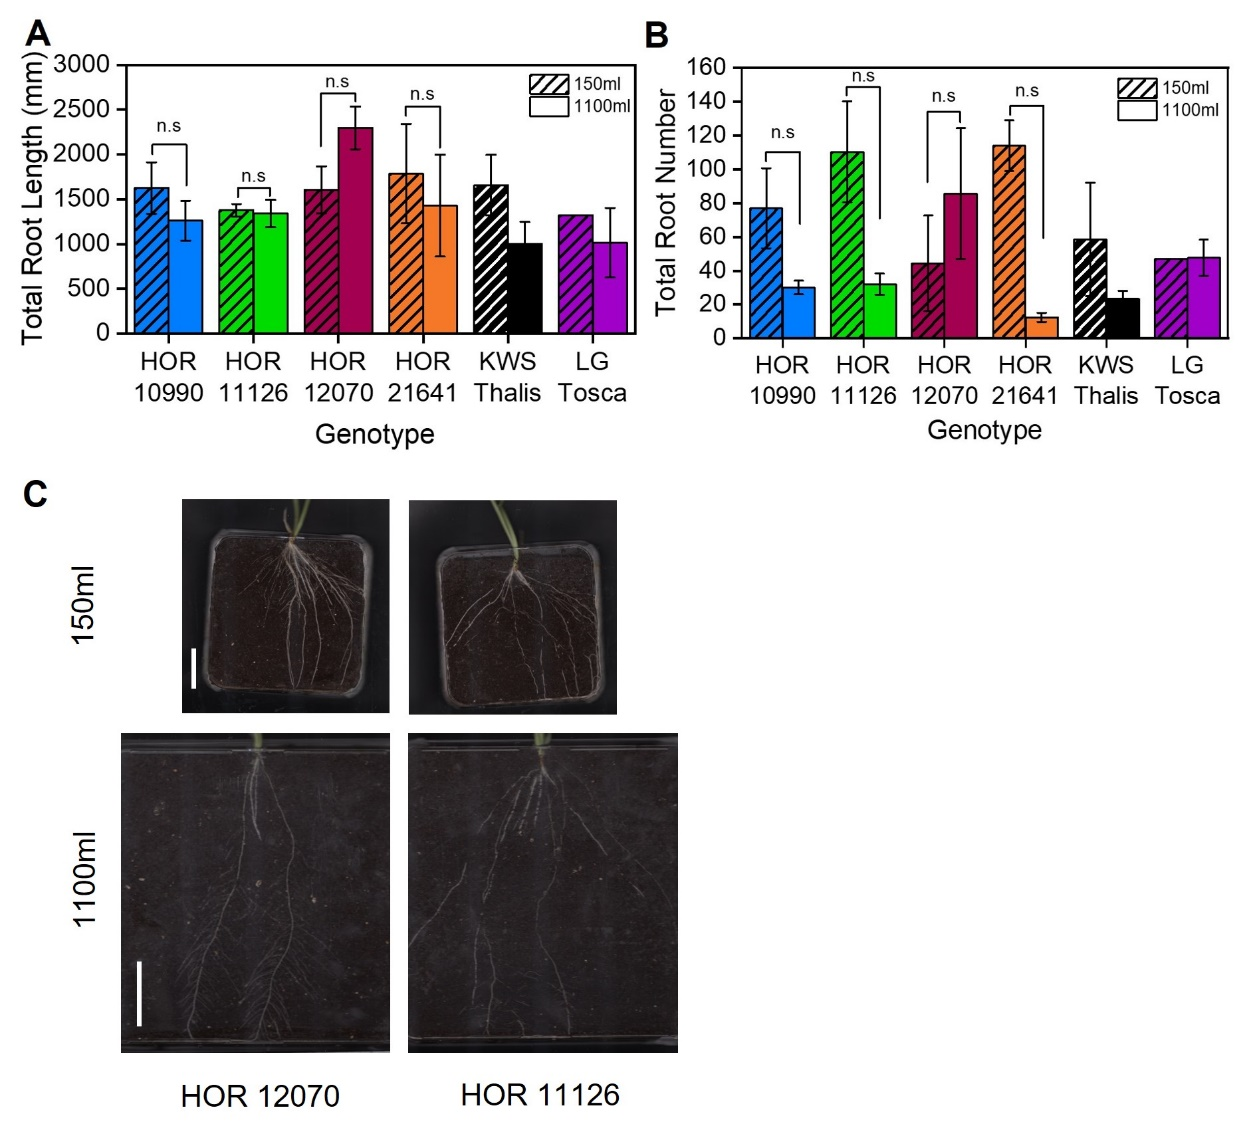 A
Total Root Length (mm)
3000
2500
2000
1500
1000
500
0
n.s
n.s
n.s
n.s
150ml
1100ml
HOR 10990
HOR 11126
HOR 12070
HOR 21641
KWS Thalis
LG Tosca
Genotype
B
Total Root Number
160
140
120
100
80
60
40
20
0
n.s
n.s
n.s
n.s
150ml
1100ml
HOR 10990
HOR 11126
HOR 12070
HOR 21641
KWS Thalis
LG Tosca
Genotype
C
150ml
1100ml
HOR 12070
HOR 11126